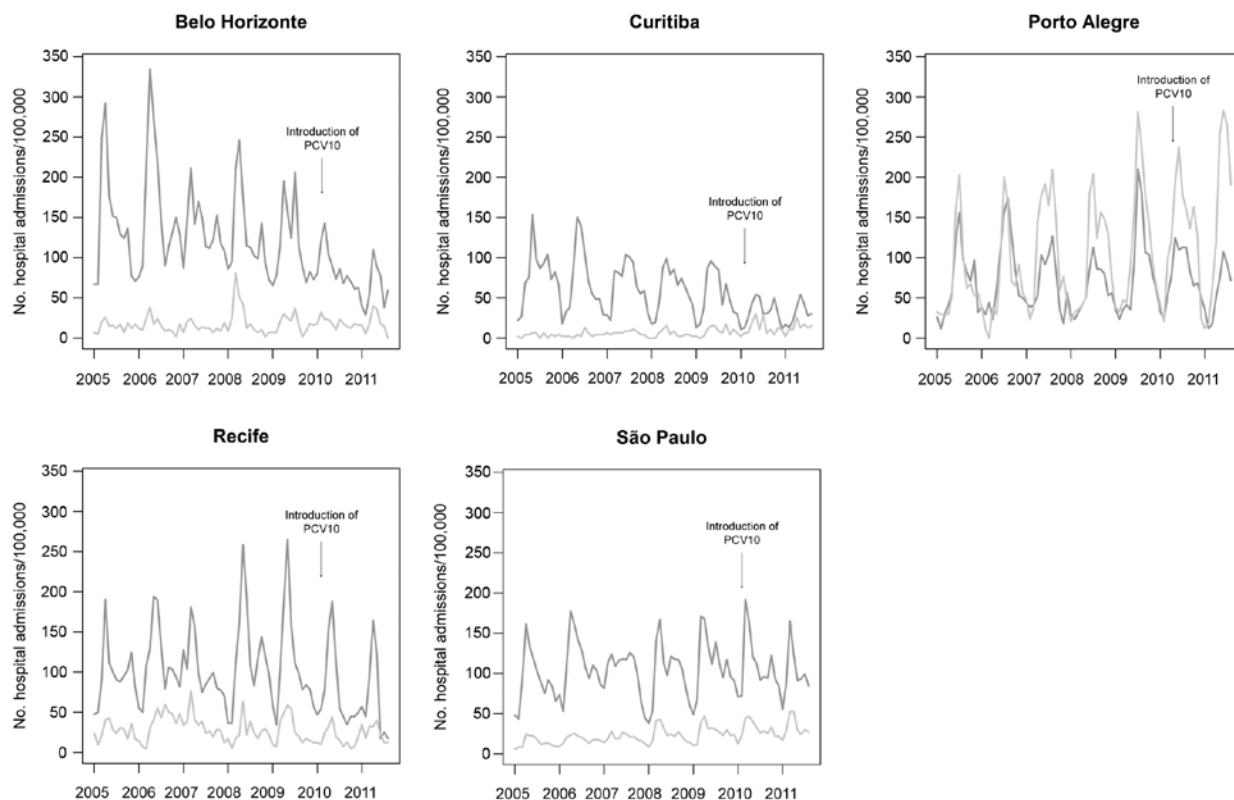 Belo Horizonte
No. hospital admissions/100,000
350
300
250
200
150
100
50
0
Introduction of
PCV10
2005 2006 2007 2008 2009 2010 2011
Curitiba
No. hospital admissions/100,000
350
300
250
200
150
100
50
0
Introduction of
PCV10
2005 2006 2007 2008 2009 2010 2011
Porto Alegre
No. hospital admissions/100,000
350
300
250
200
150
100
50
0
Introduction of
PCV10
2005 2006 2007 2008 2009 2010 2011
Recife
No. hospital admissions/100,000
350
300
250
200
150
100
50
0
Introduction of
PCV10
2005 2006 2007 2008 2009 2010 2011
São Paulo
No. hospital admissions/100,000
350
300
250
200
150
100
50
0
Introduction of
PCV10
2005 2006 2007 2008 2009 2010 2011